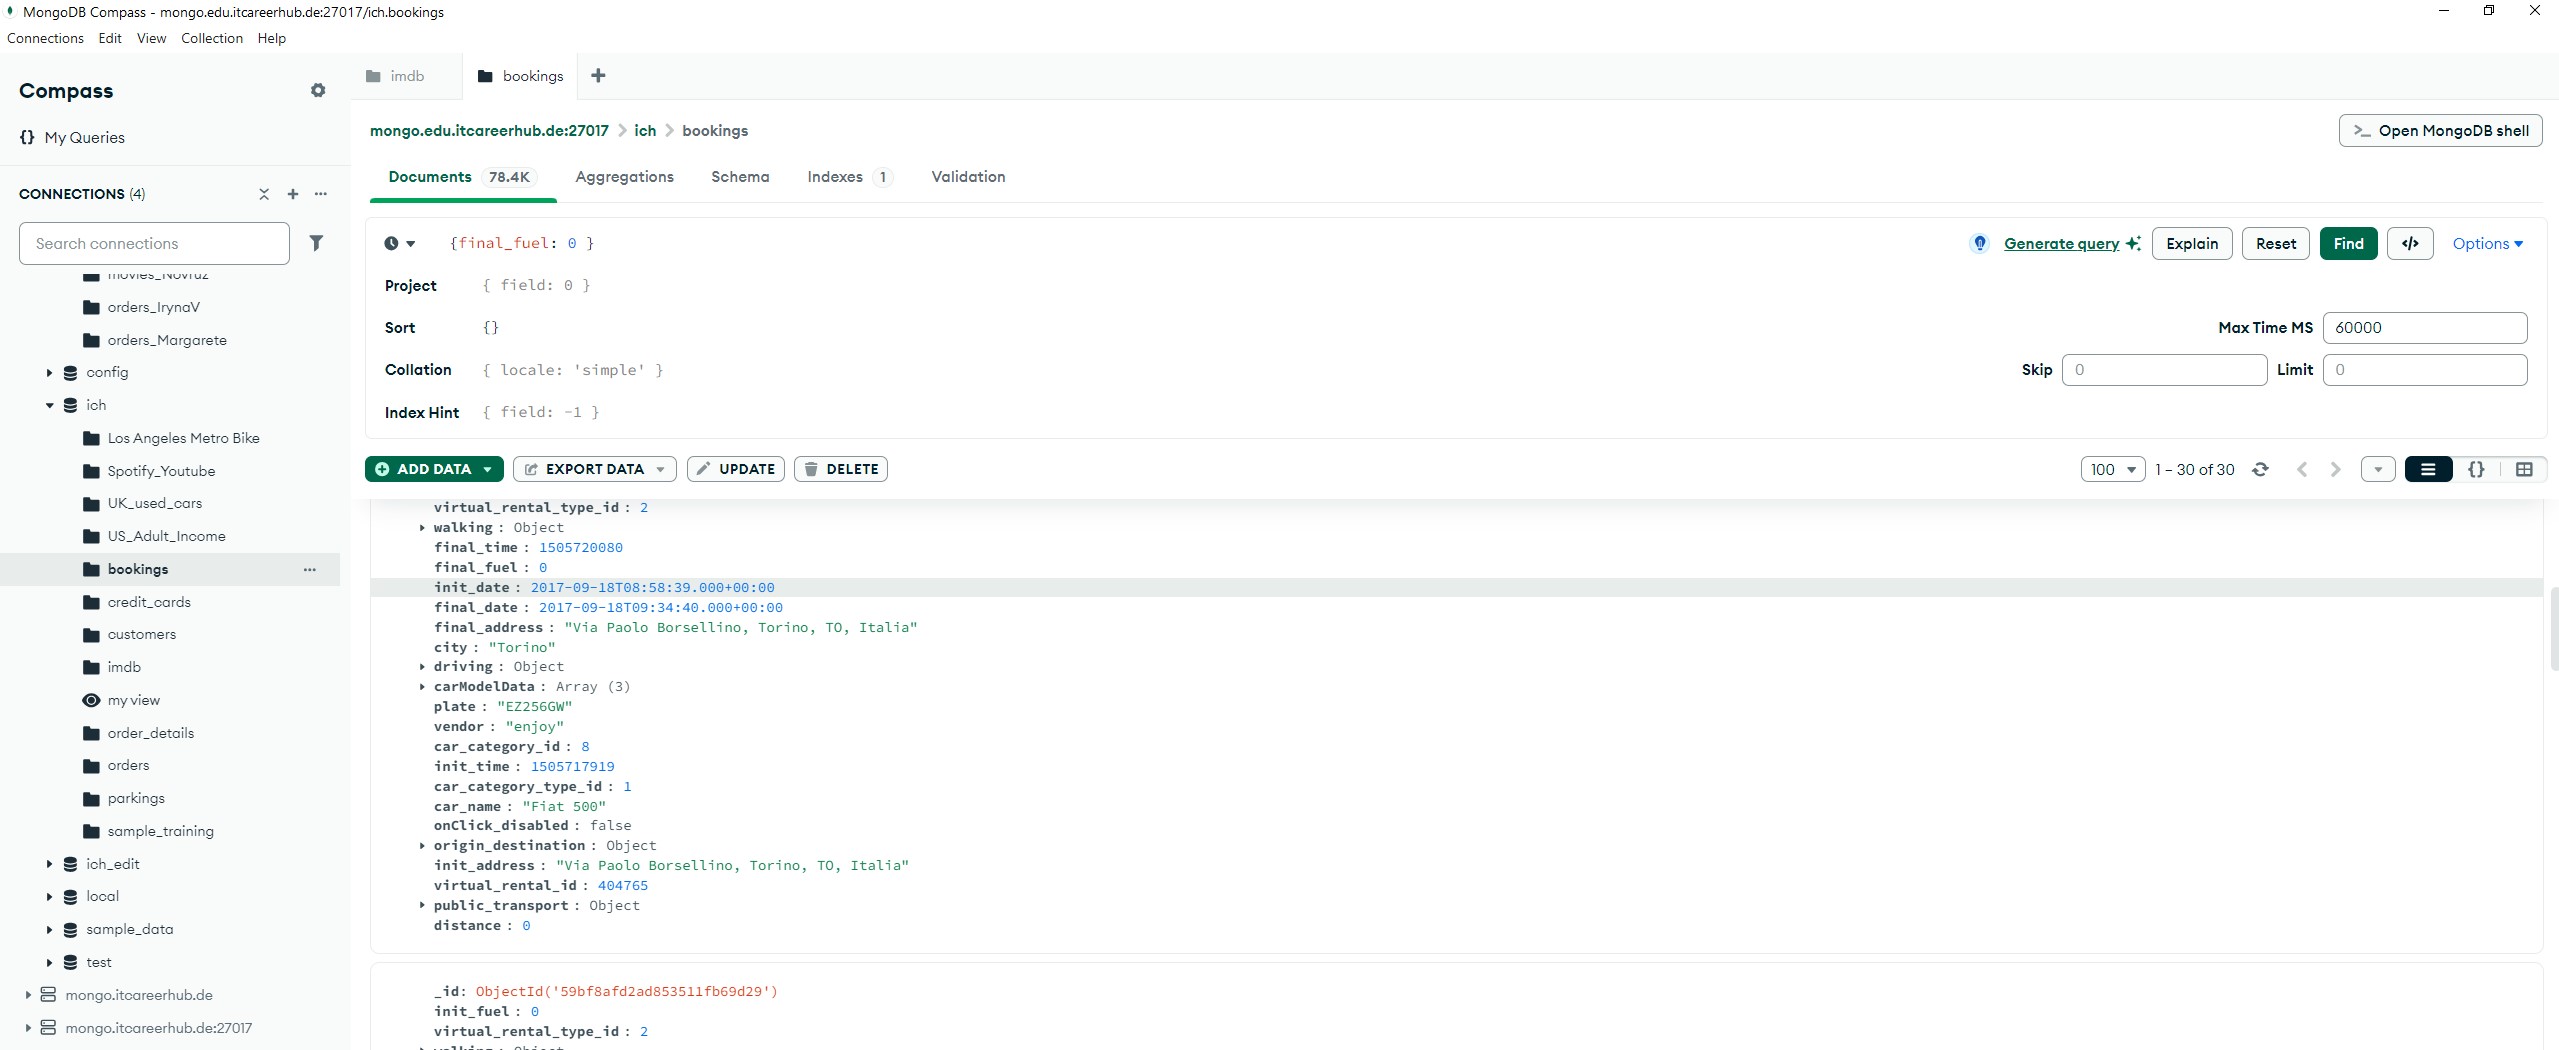 MongoDB Compass - mongo.edu.itcareerhub.de:27017/ich.bookings
Connections Edit View Collection Help
Compass
My Queries
CONNECTIONS (4)
Search connections
movies_Novruz
orders_IrynaV
orders_Margarete
config
ich
Los Angeles Metro Bike
Spotify_Youtube
UK_used_cars
US_Adult_Income
bookings
credit_cards
customers
imdb
my view
order_details
orders
parkings
sample_training
ich_edit
local
sample_data
test
mongo.itcareerhub.de
mongo.itcareerhub.de:27017
imdb bookings
mongo.edu.itcareerhub.de:27017 > ich > bookings
>_ Open MongoDB shell
Documents 78.4K Aggregations Schema Indexes 1 Validation
{final_fuel: 0 }
Generate query Explain Reset Find </> Options
Project { field: 0 }
Sort {}
Max Time MS 60000
Collation { locale: 'simple' }
Skip 0 Limit 0
Index Hint { field: -1 }
ADD DATA EXPORT DATA UPDATE DELETE
100 1 – 30 of 30 {}
virtual_rental_type_id : 2
walking : Object
final_time : 1505720080
final_fuel : 0
init_date : 2017-09-18T08:58:39.000+00:00
final_date : 2017-09-18T09:34:40.000+00:00
final_address : "Via Paolo Borsellino, Torino, TO, Italia"
city : "Torino"
driving : Object
carModelData : Array (3)
plate : "EZ256GW"
vendor : "enjoy"
car_category_id : 8
init_time : 1505717919
car_category_type_id : 1
car_name : "Fiat 500"
onClick_disabled : false
origin_destination : Object
init_address : "Via Paolo Borsellino, Torino, TO, Italia"
virtual_rental_id : 404765
public_transport : Object
distance : 0
_id: ObjectId('59bf8afd2ad853511fb69d29')
init_fuel : 0
virtual_rental_type_id : 2
walking : Object